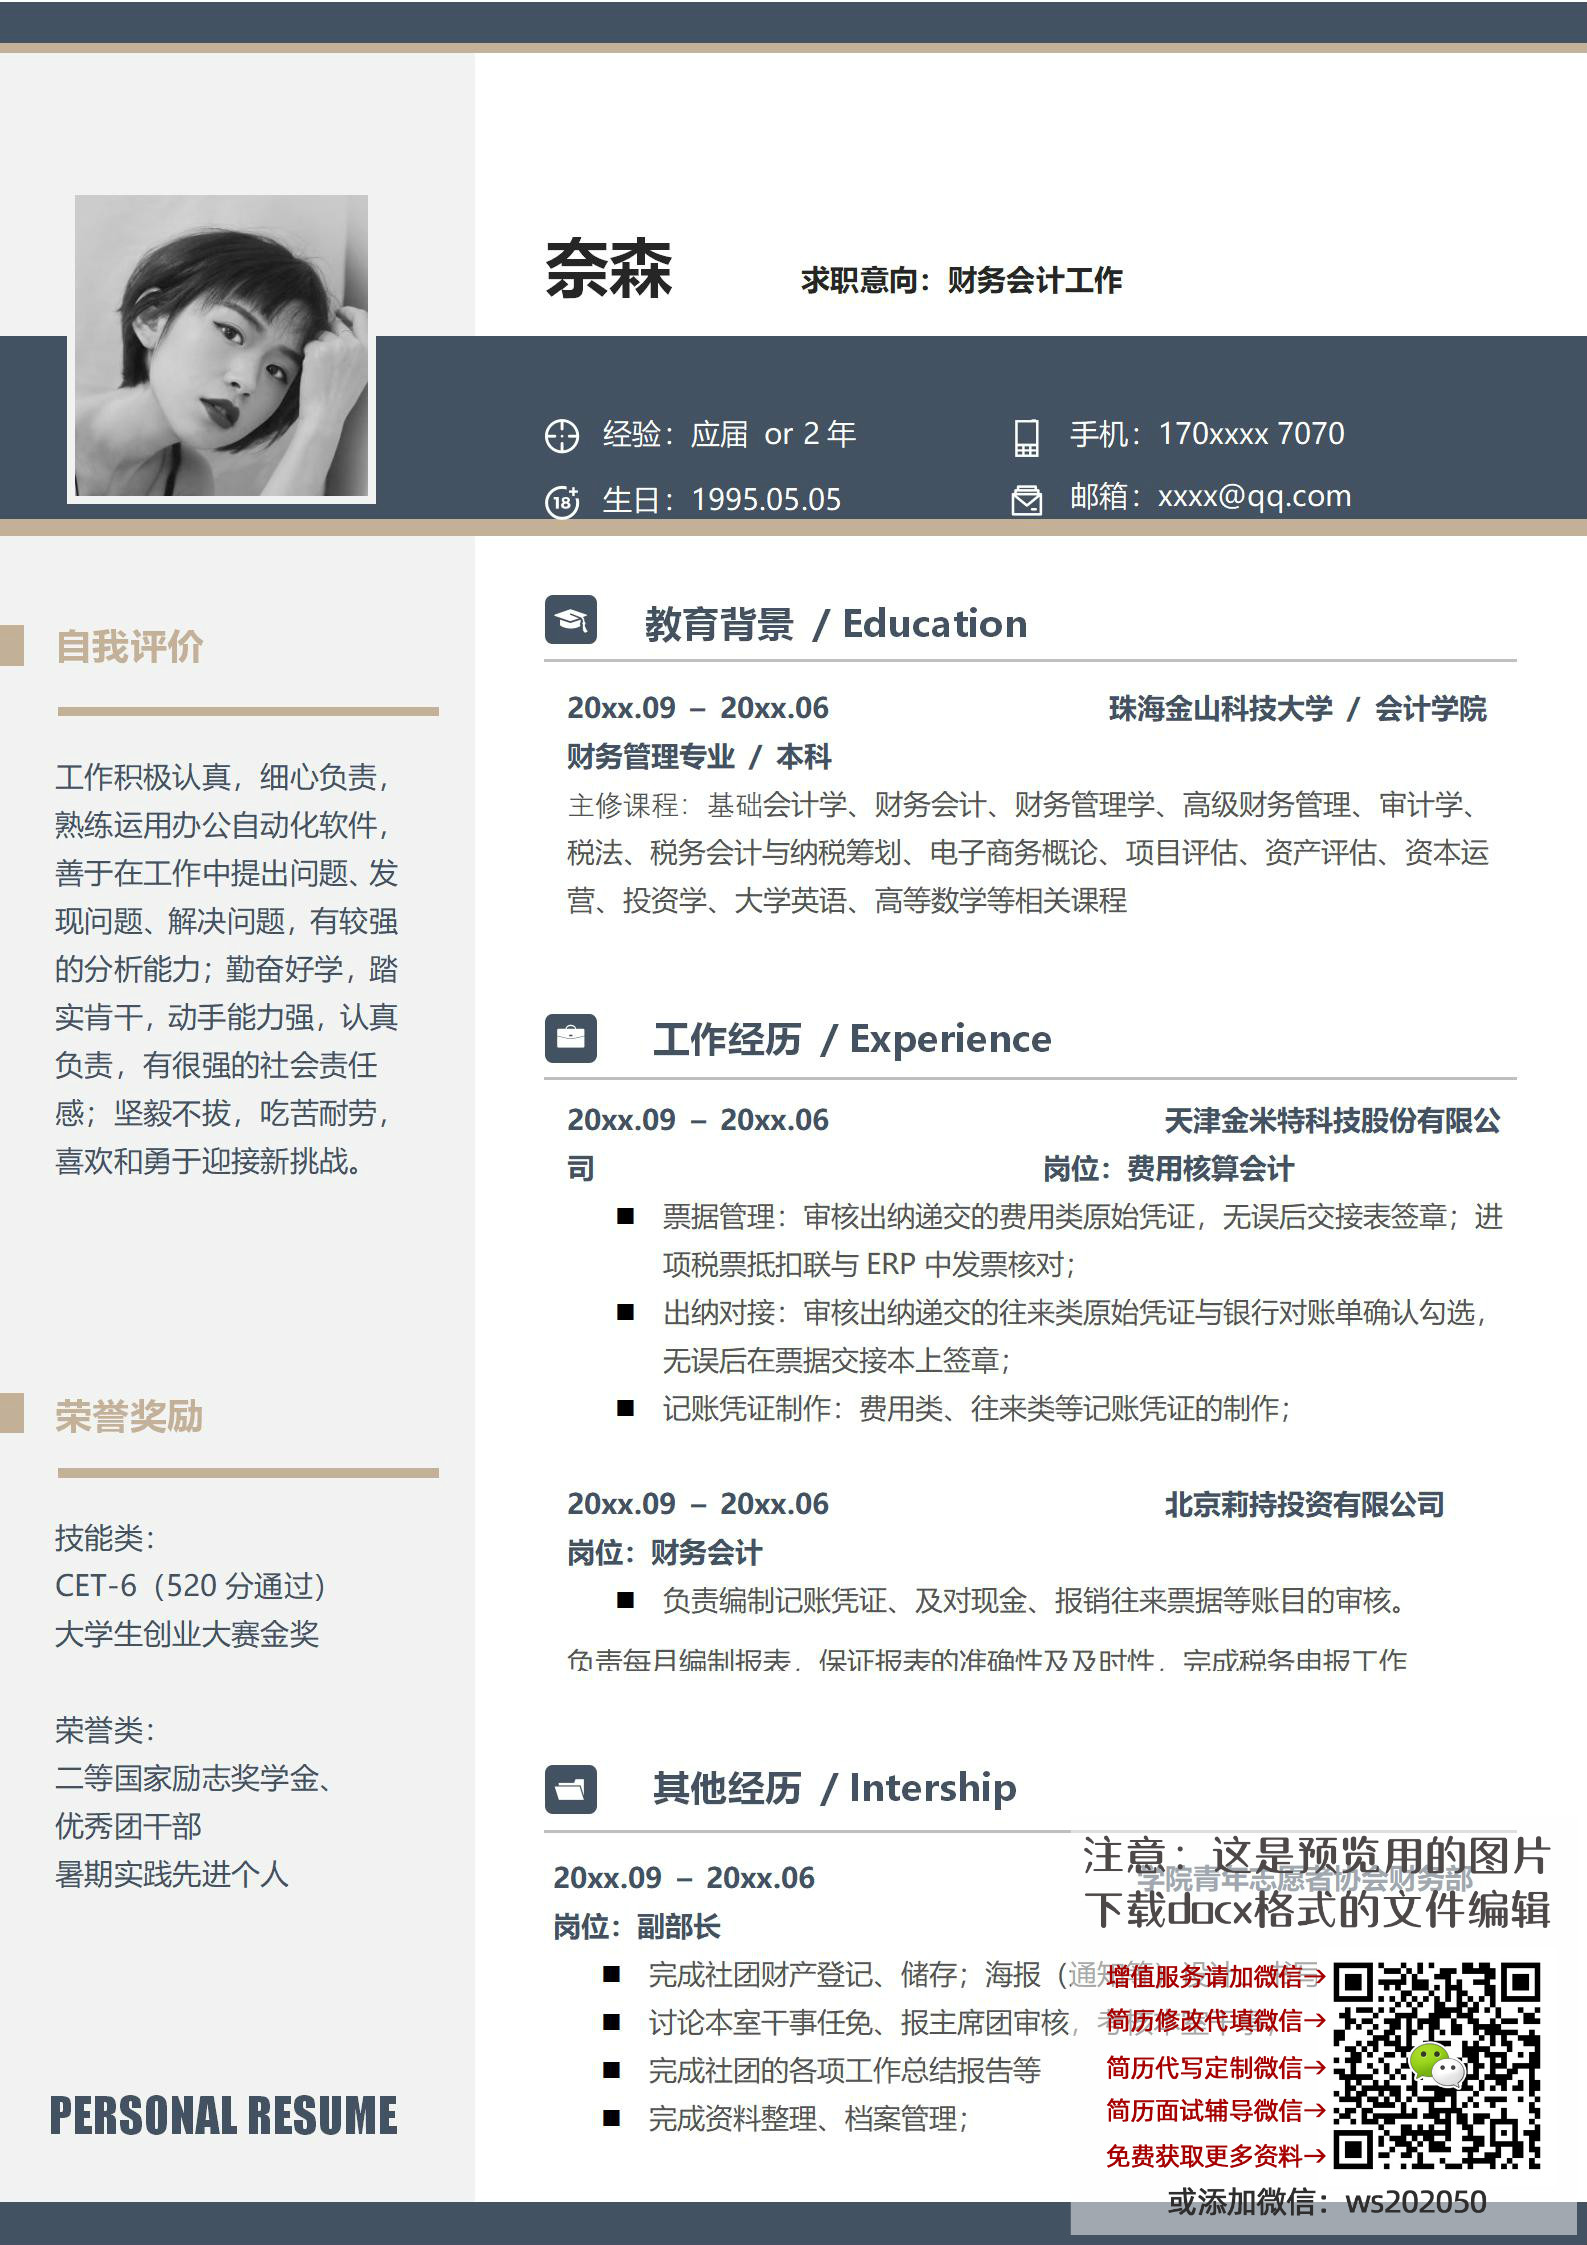 奈森
求职意向：财务会计工作
经验：应届 or 2 年
手机：170xxxx 7070
18+
生日：1995.05.05
邮箱：xxxx@qq.com
自我评价
工作积极认真，细心负责，
熟练运用办公自动化软件，
善于在工作中提出问题、发
现问题、解决问题，有较强
的分析能力；勤奋好学，踏
实肯干，动手能力强，认真
负责，有很强的社会责任
感；坚毅不拔，吃苦耐劳，
喜欢和勇于迎接新挑战。
荣誉奖励
技能类：
CET-6（520 分通过）
大学生创业大赛金奖
荣誉类：
二等国家励志奖学金、
优秀团干部
暑期实践先进个人
PERSONAL RESUME
教育背景 / Education
20xx.09 – 20xx.06 珠海金山科技大学 / 会计学院
财务管理专业 / 本科
主修课程：基础会计学、财务会计、财务管理学、高级财务管理、审计学、
税法、税务会计与纳税筹划、电子商务概论、项目评估、资产评估、资本运
营、投资学、大学英语、高等数学等相关课程
工作经历 / Experience
20xx.09 – 20xx.06 天津金米特科技股份有限公
司 岗位：费用核算会计
■ 票据管理：审核出纳递交的费用类原始凭证，无误后交接表签章；进
项税票抵扣联与 ERP 中发票核对；
■ 出纳对接：审核出纳递交的往来类原始凭证与银行对账单确认勾选，
无误后在票据交接本上签章；
■ 记账凭证制作：费用类、往来类等记账凭证的制作；
20xx.09 – 20xx.06 北京莉持投资有限公司
岗位：财务会计
■ 负责编制记账凭证、及对现金、报销往来票据等账目的审核。
负责每月编制报表，保证报表的准确性及及时性，完成税务申报工作
其他经历 / Intership
20xx.09 – 20xx.06 学院青年志愿者协会财务部
岗位：副部长
■ 完成社团财产登记、储存；海报（通知
■ 讨论本室干事任免、报主席团审核，
■ 完成社团的各项工作总结报告等
■ 完成资料整理、档案管理；
注意：这是预览用的图片
下载docx格式的文件编辑
增值服务请加微信→
简历修改代填微信→
简历代写定制微信→
简历面试辅导微信→
免费获取更多资料→
或添加微信：ws202050